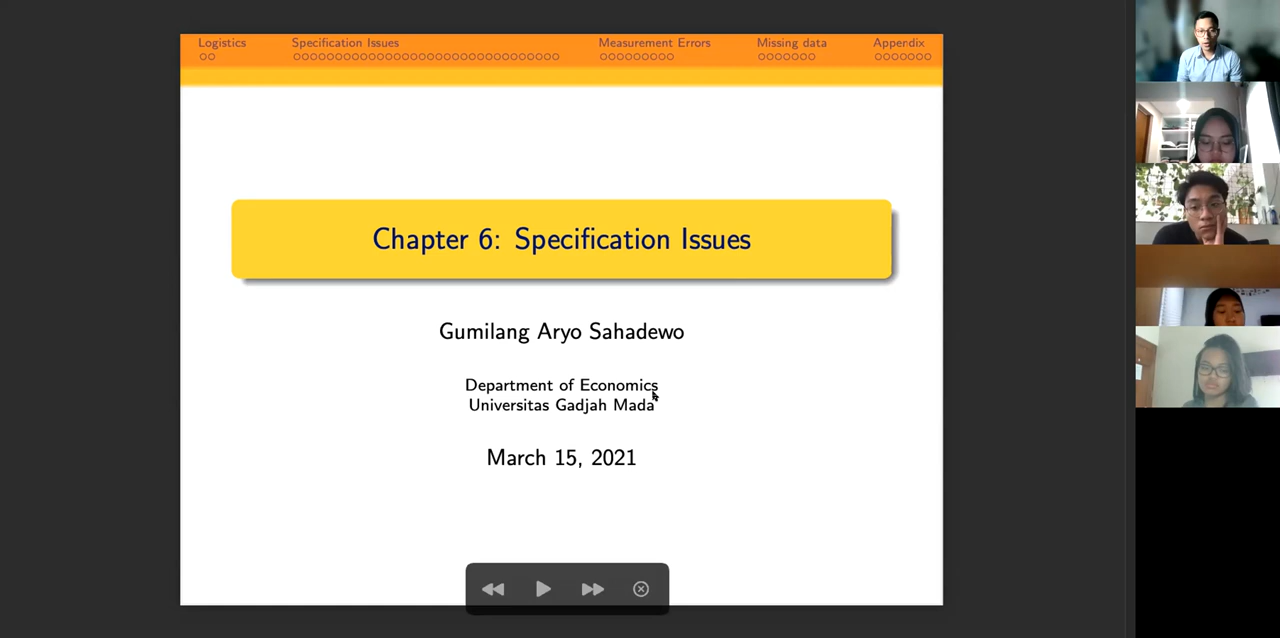 Logistics
Specification Issues
Measurement Errors
Missing data
Appendix
Chapter 6: Specification Issues
Gumilang Aryo Sahadewo
Department of Economics
Universitas Gadjah Mada
March 15, 2021